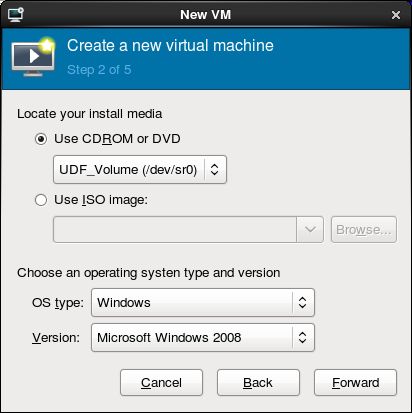 New VM
Create a new virtual machine
Step 2 of 5
Locate your install media
Use CDROM or DVD
UDF_Volume (/dev/sr0)
Use ISO image:
Browse...
Choose an operating systen type and version
OS type: Windows
Version: Microsoft Windows 2008
Cancel Back Forward